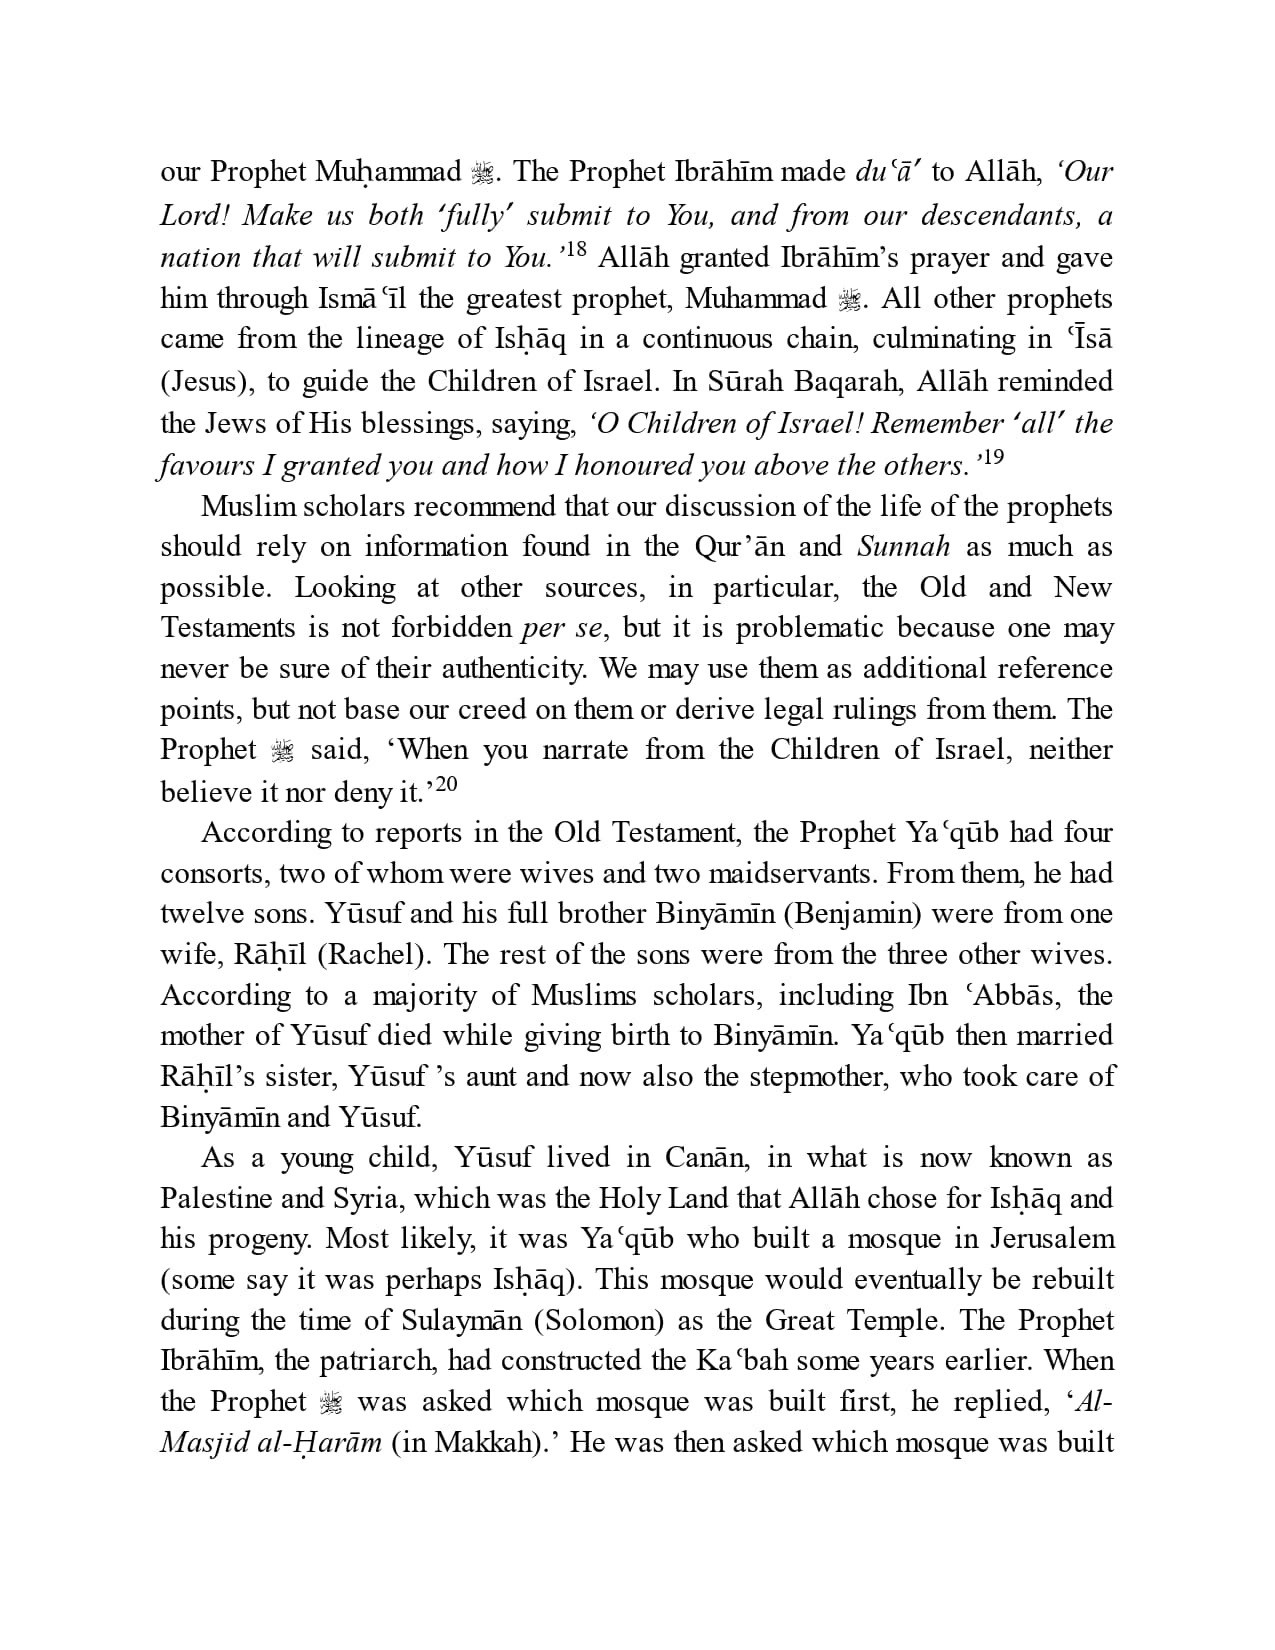 our Prophet Muḥammad ﷺ. The Prophet Ibrāhīm made duʿāʹ to Allāh, ‘Our
Lord! Make us both ‘fullyʹ submit to You, and from our descendants, a
nation that will submit to You.’18 Allāh granted Ibrāhīm’s prayer and gave
him through Ismāʿīl the greatest prophet, Muhammad ﷺ. All other prophets
came from the lineage of Isḥāq in a continuous chain, culminating in ʿĪsā
(Jesus), to guide the Children of Israel. In Sūrah Baqarah, Allāh reminded
the Jews of His blessings, saying, ‘O Children of Israel! Remember ‘allʹ the
favours I granted you and how I honoured you above the others.’19
Muslim scholars recommend that our discussion of the life of the prophets
should rely on information found in the Qur’ān and Sunnah as much as
possible. Looking at other sources, in particular, the Old and New
Testaments is not forbidden per se, but it is problematic because one may
never be sure of their authenticity. We may use them as additional reference
points, but not base our creed on them or derive legal rulings from them. The
Prophet ﷺ said, ‘When you narrate from the Children of Israel, neither
believe it nor deny it.’20
According to reports in the Old Testament, the Prophet Yaʿqūb had four
consorts, two of whom were wives and two maidservants. From them, he had
twelve sons. Yūsuf and his full brother Binyāmīn (Benjamin) were from one
wife, Rāḥīl (Rachel). The rest of the sons were from the three other wives.
According to a majority of Muslims scholars, including Ibn ʿAbbās, the
mother of Yūsuf died while giving birth to Binyāmīn. Yaʿqūb then married
Rāḥīl’s sister, Yūsuf ’s aunt and now also the stepmother, who took care of
Binyāmīn and Yūsuf.
As a young child, Yūsuf lived in Canān, in what is now known as
Palestine and Syria, which was the Holy Land that Allāh chose for Isḥāq and
his progeny. Most likely, it was Yaʿqūb who built a mosque in Jerusalem
(some say it was perhaps Isḥāq). This mosque would eventually be rebuilt
during the time of Sulaymān (Solomon) as the Great Temple. The Prophet
Ibrāhīm, the patriarch, had constructed the Kaʿbah some years earlier. When
the Prophet ﷺ was asked which mosque was built first, he replied, ‘Al-
Masjid al-Ḥarām (in Makkah).’ He was then asked which mosque was built